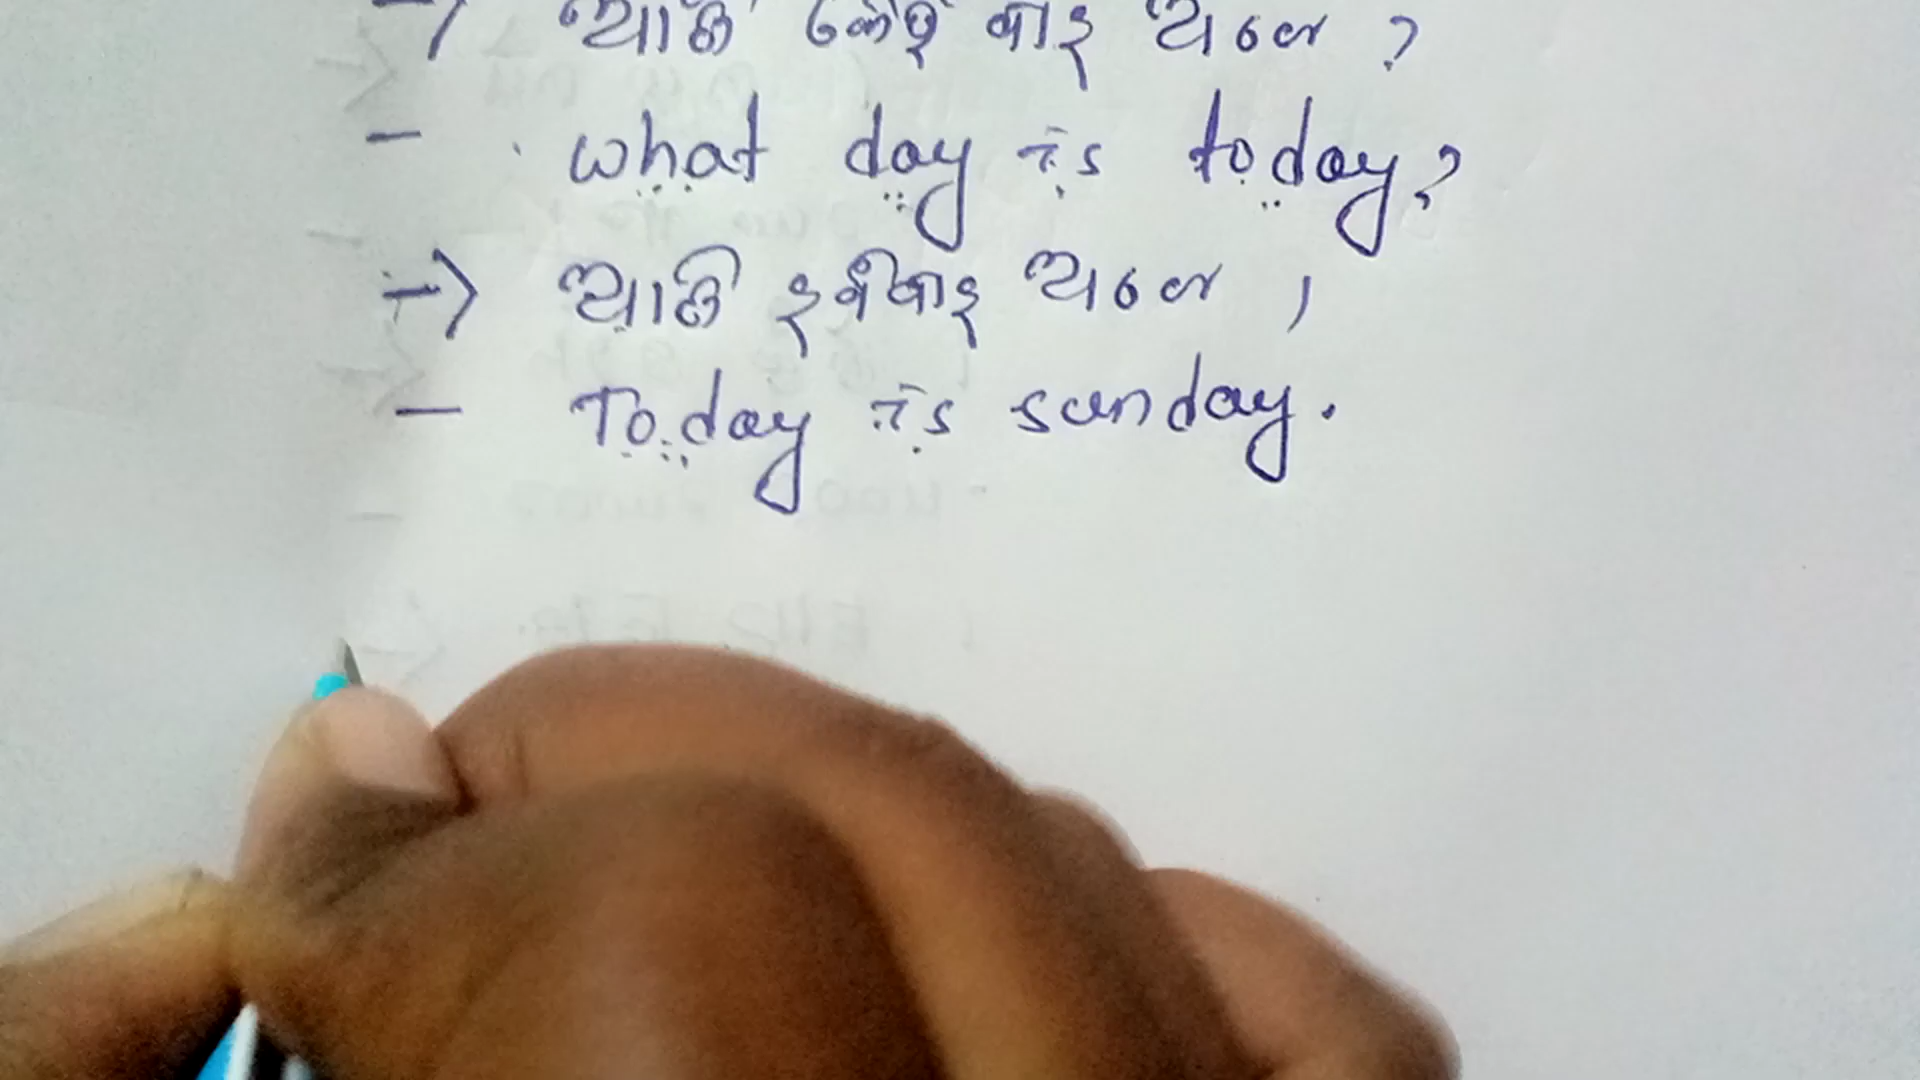 → ଆଜି କେଉଁ ବାର ଅଟେ ?
- what day is today?
→ ଆଜି ରବିବାର ଅଟେ ।
- Today is sunday.